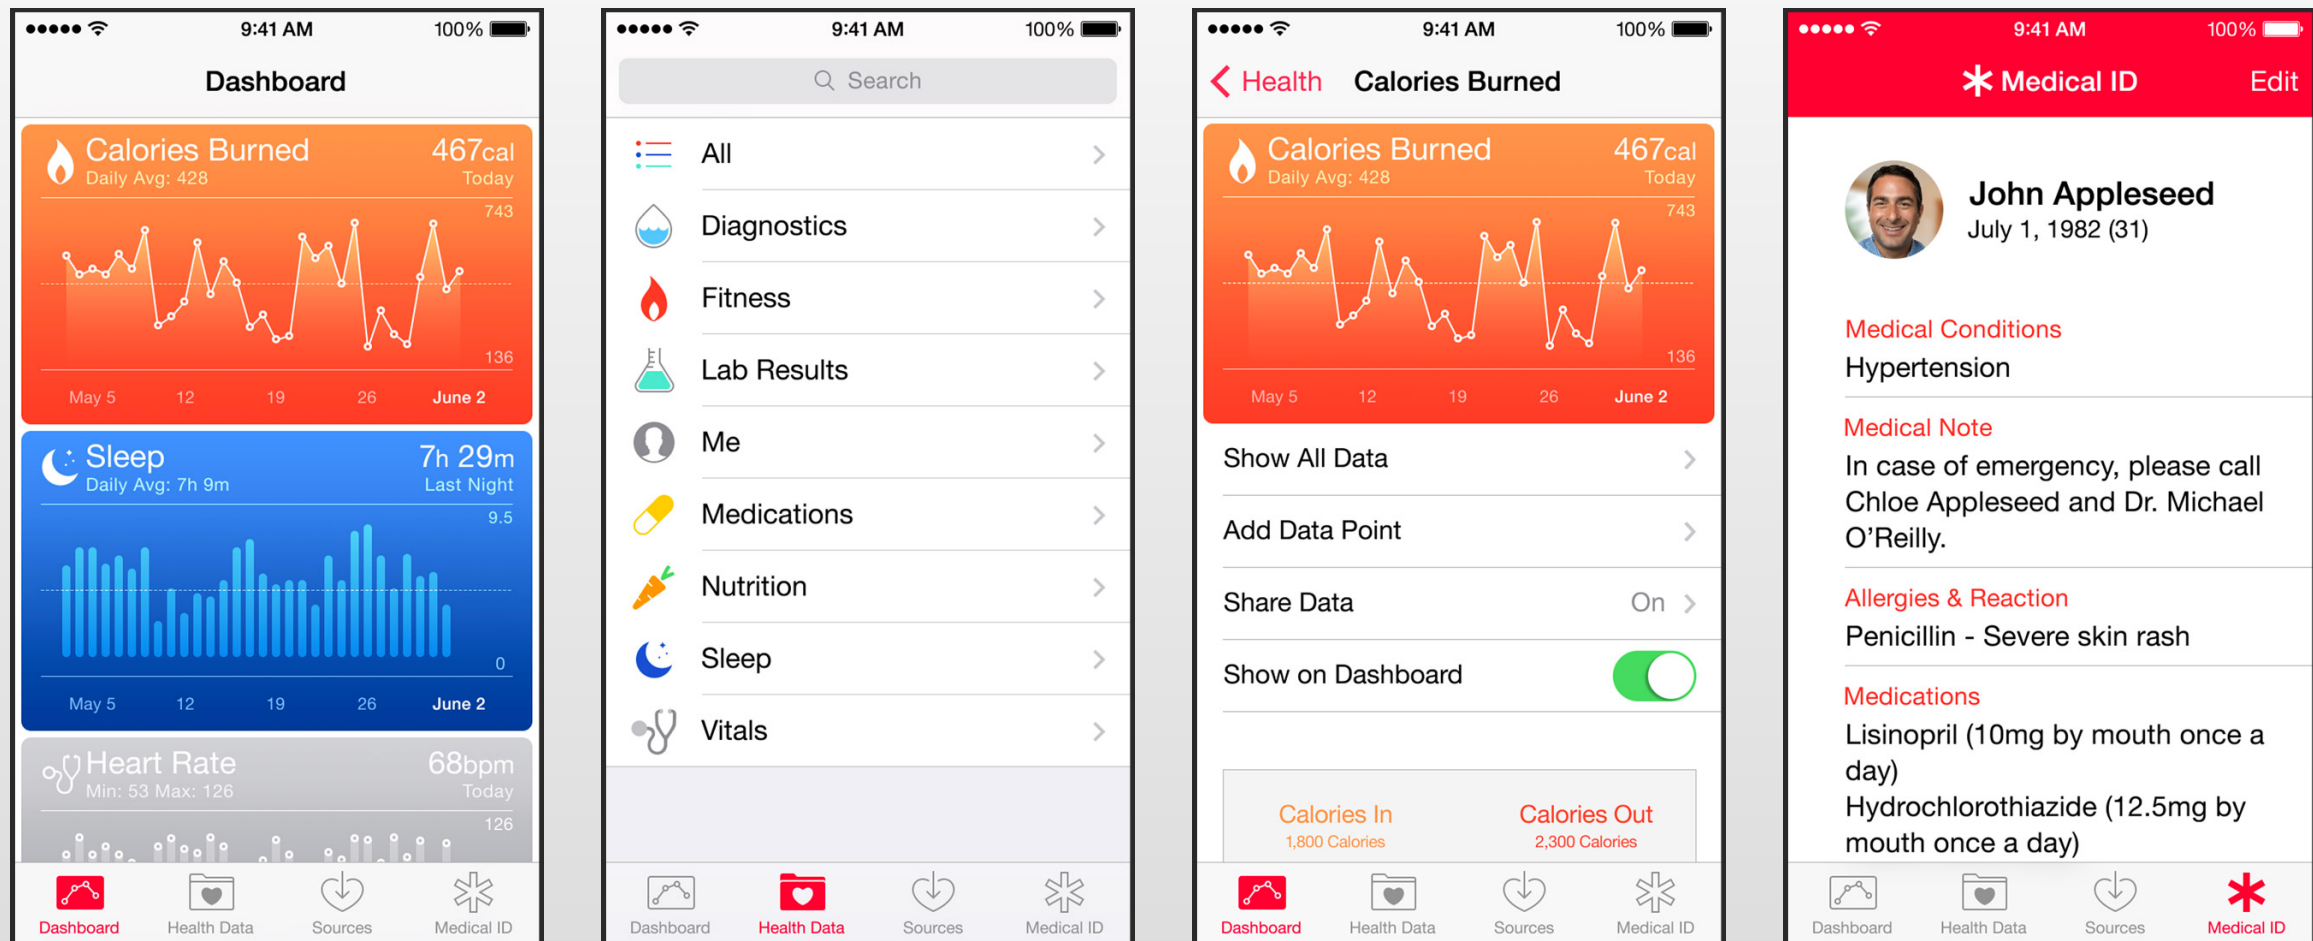 9:41 AM 100%
Dashboard
Calories Burned 467cal
Daily Avg: 428 Today
743
136
May 5 12 19 26 June 2
Sleep 7h 29m
Daily Avg: 7h 9m Last Night
9.5
0
May 5 12 19 26 June 2
Heart Rate 68bpm
Min: 53 Max: 126 Today
126
Dashboard Health Data Sources Medical ID
9:41 AM 100%
Search
All
Diagnostics
Fitness
Lab Results
Me
Medications
Nutrition
Sleep
Vitals
Dashboard Health Data Sources Medical ID
9:41 AM 100%
Health Calories Burned
Calories Burned 467cal
Daily Avg: 428 Today
743
136
May 5 12 19 26 June 2
Show All Data
Add Data Point
Share Data On
Show on Dashboard
Calories In Calories Out
1,800 Calories 2,300 Calories
Dashboard Health Data Sources Medical ID
9:41 AM 100%
Medical ID Edit
John Appleseed
July 1, 1982 (31)
Medical Conditions
Hypertension
Medical Note
In case of emergency, please call
Chloe Appleseed and Dr. Michael
O’Reilly.
Allergies & Reaction
Penicillin - Severe skin rash
Medications
Lisinopril (10mg by mouth once a
day)
Hydrochlorothiazide (12.5mg by
mouth once a day)
Dashboard Health Data Sources Medical ID